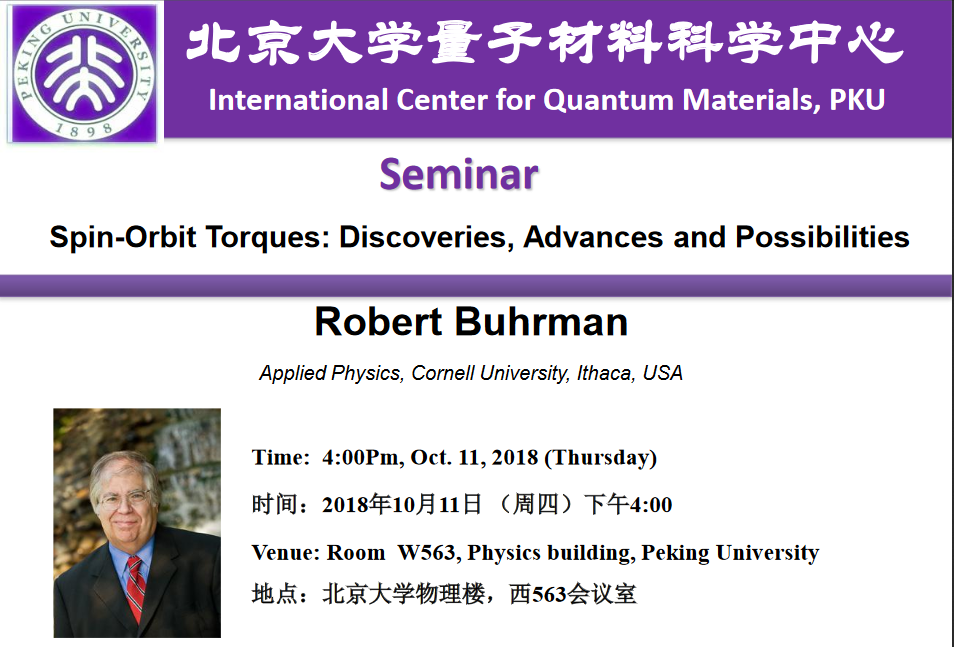 PEKING UNIVERSITY
1898
北京大学量子材料科学中心
International Center for Quantum Materials, PKU
Seminar
Spin-Orbit Torques: Discoveries, Advances and Possibilities
Robert Buhrman
Applied Physics, Cornell University, Ithaca, USA
Time: 4:00Pm, Oct. 11, 2018 (Thursday)
时间：2018年10月11日 （周四）下午4:00
Venue: Room W563, Physics building, Peking University
地点：北京大学物理楼，西563会议室